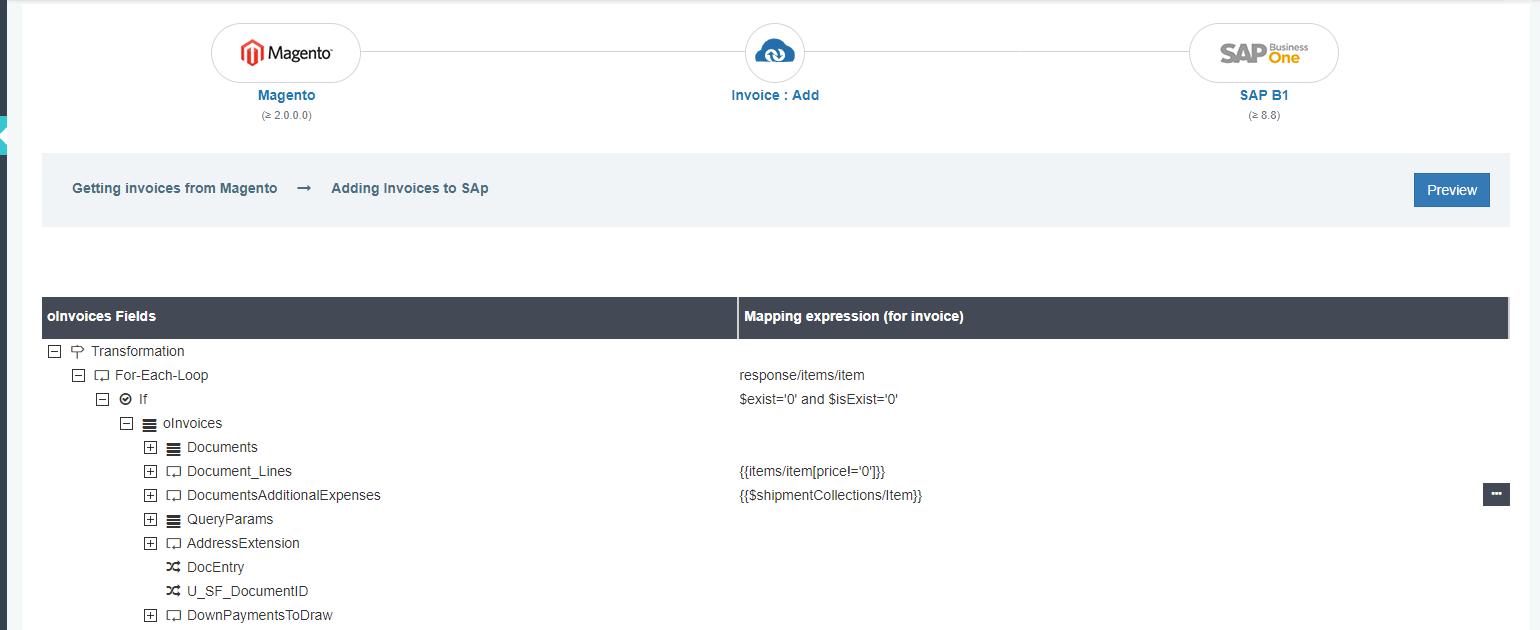 Magento
SAP Business One
Magento
Invoice : Add
SAP B1
(≥ 2.0.0.0)
(≥ 8.8)
Getting invoices from Magento → Adding Invoices to SAp
Preview
oInvoices Fields
Mapping expression (for invoice)
Transformation
For-Each-Loop response/items/item
If $exist='0' and $isExist='0'
oInvoices
Documents
Document_Lines {{items/item[price!='0']}}
DocumentsAdditionalExpenses {{$shipmentCollections/Item}}
QueryParams
AddressExtension
DocEntry
U_SF_DocumentID
DownPaymentsToDraw